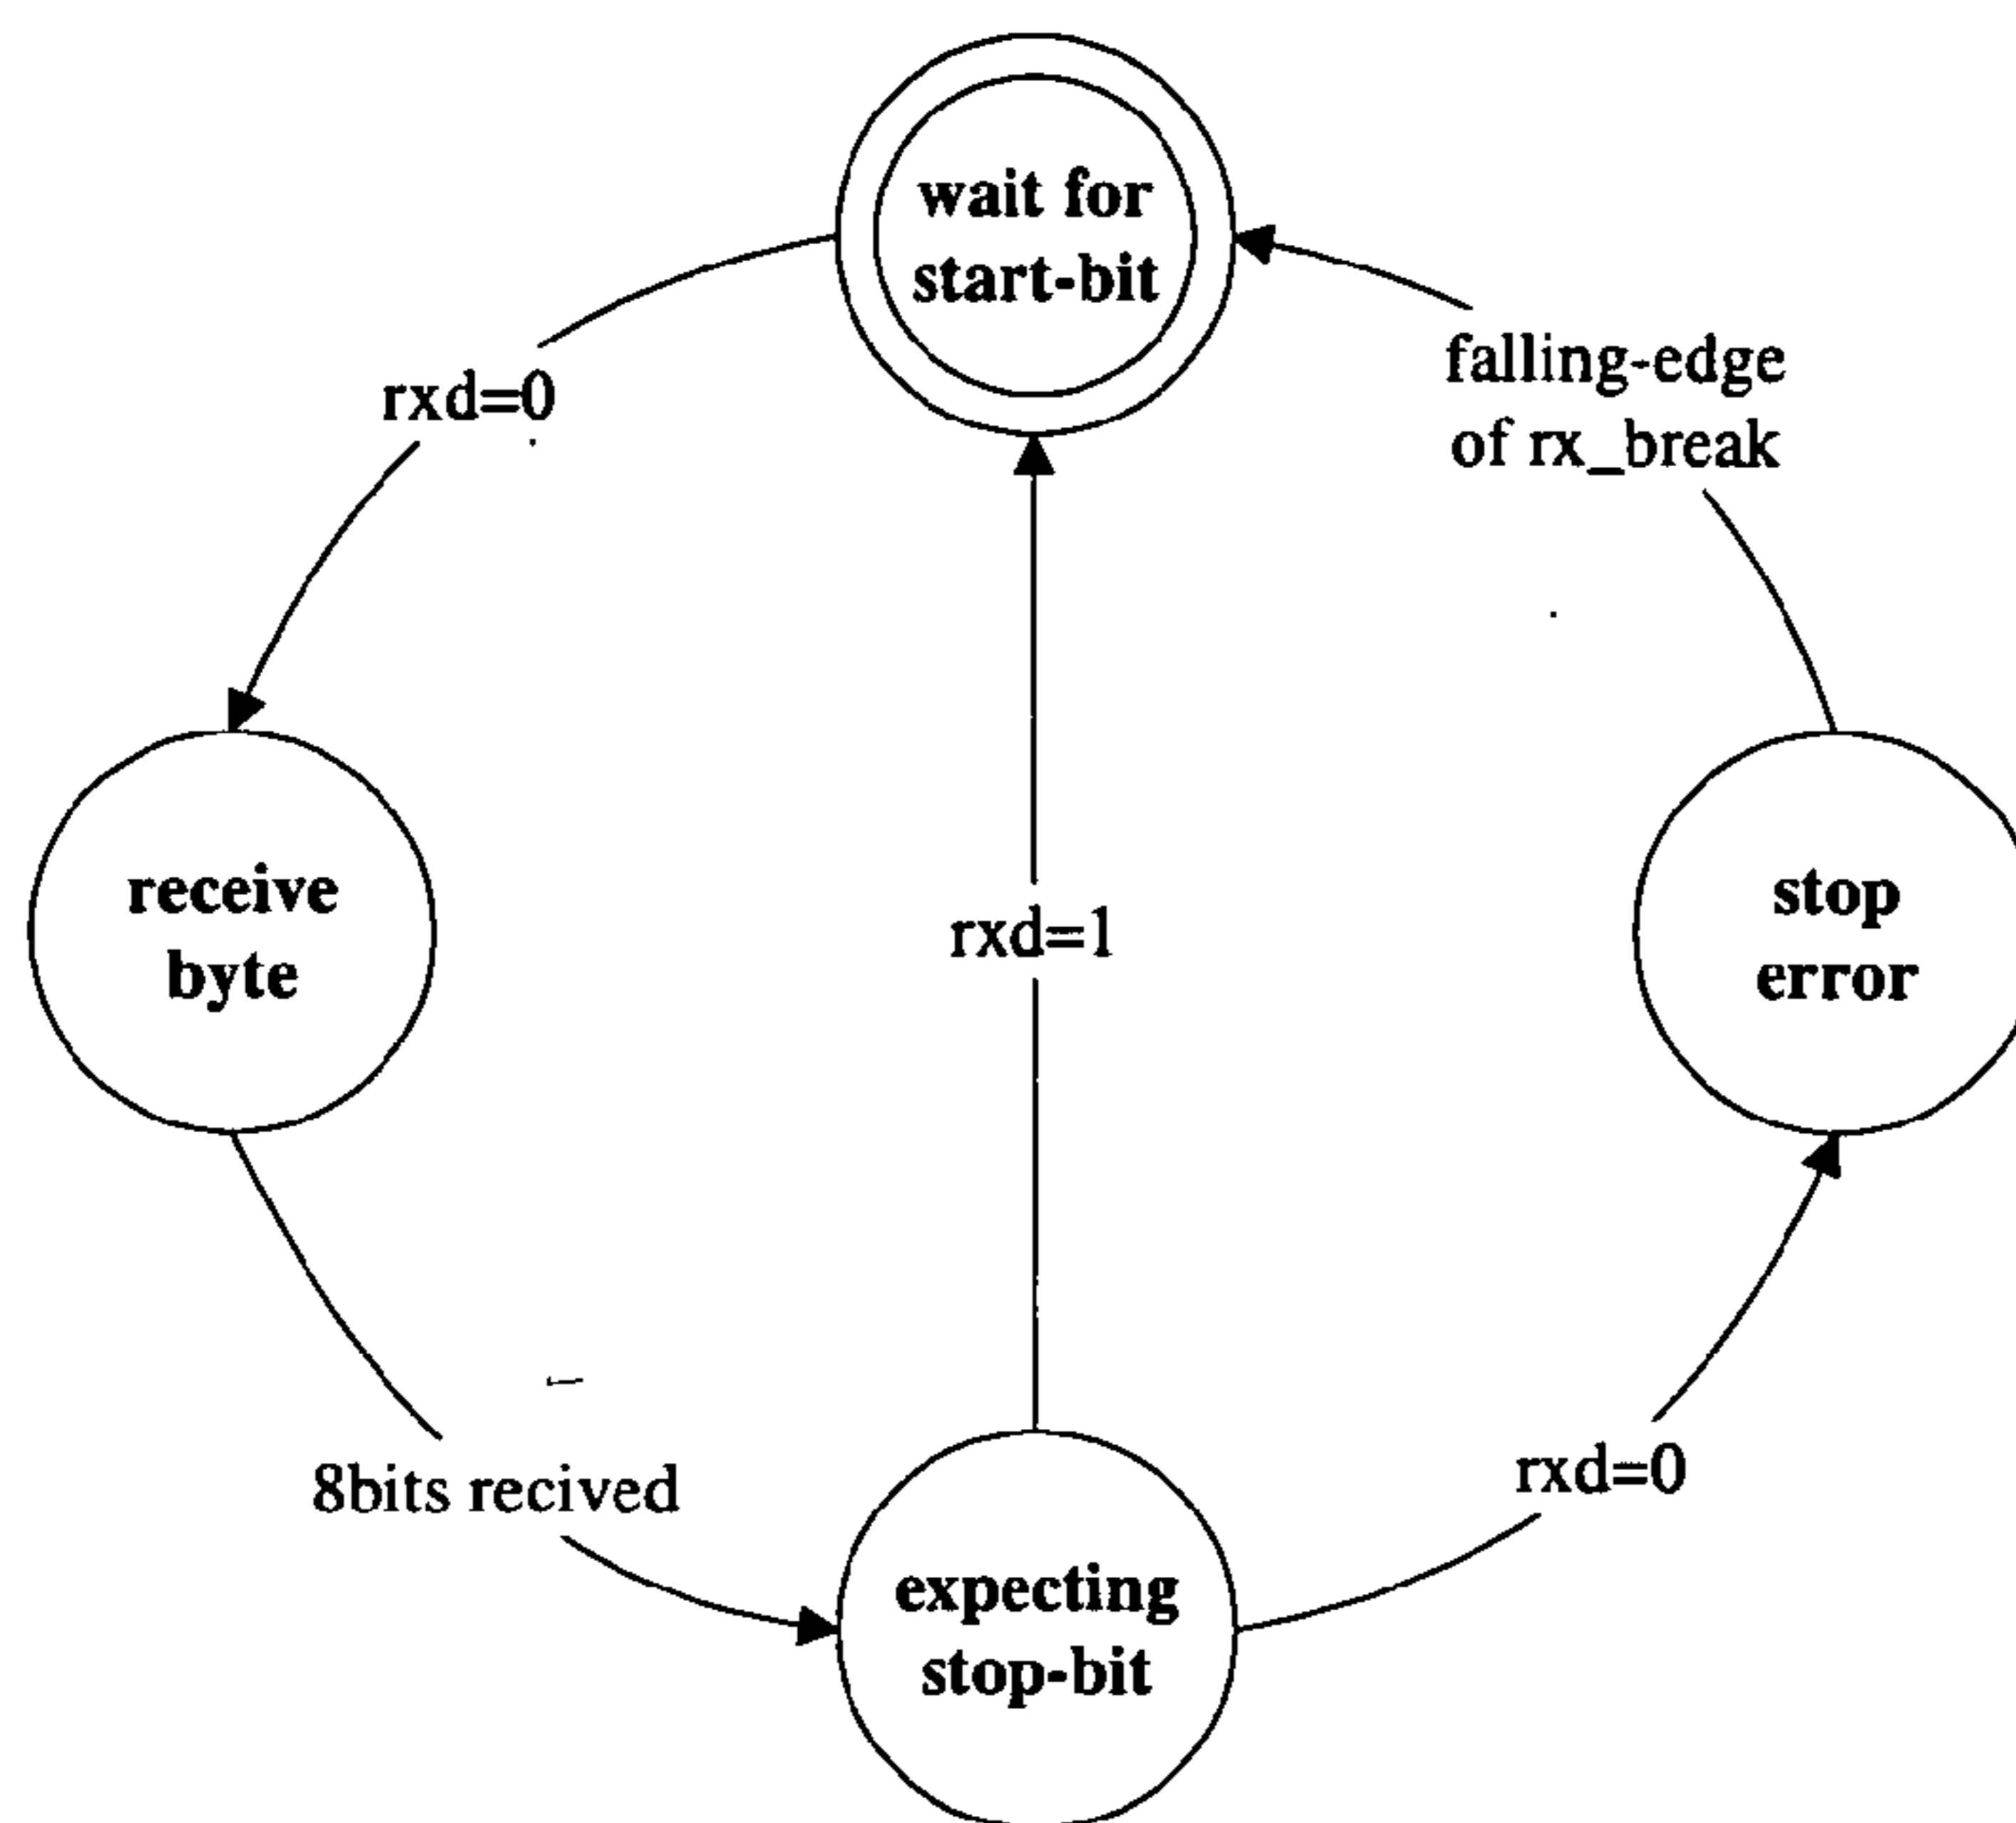 wait for
start-bit
rxd=0
falling-edge
of rx_break
receive
byte
rxd=1
stop
error
8bits recived
rxd=0
expecting
stop-bit